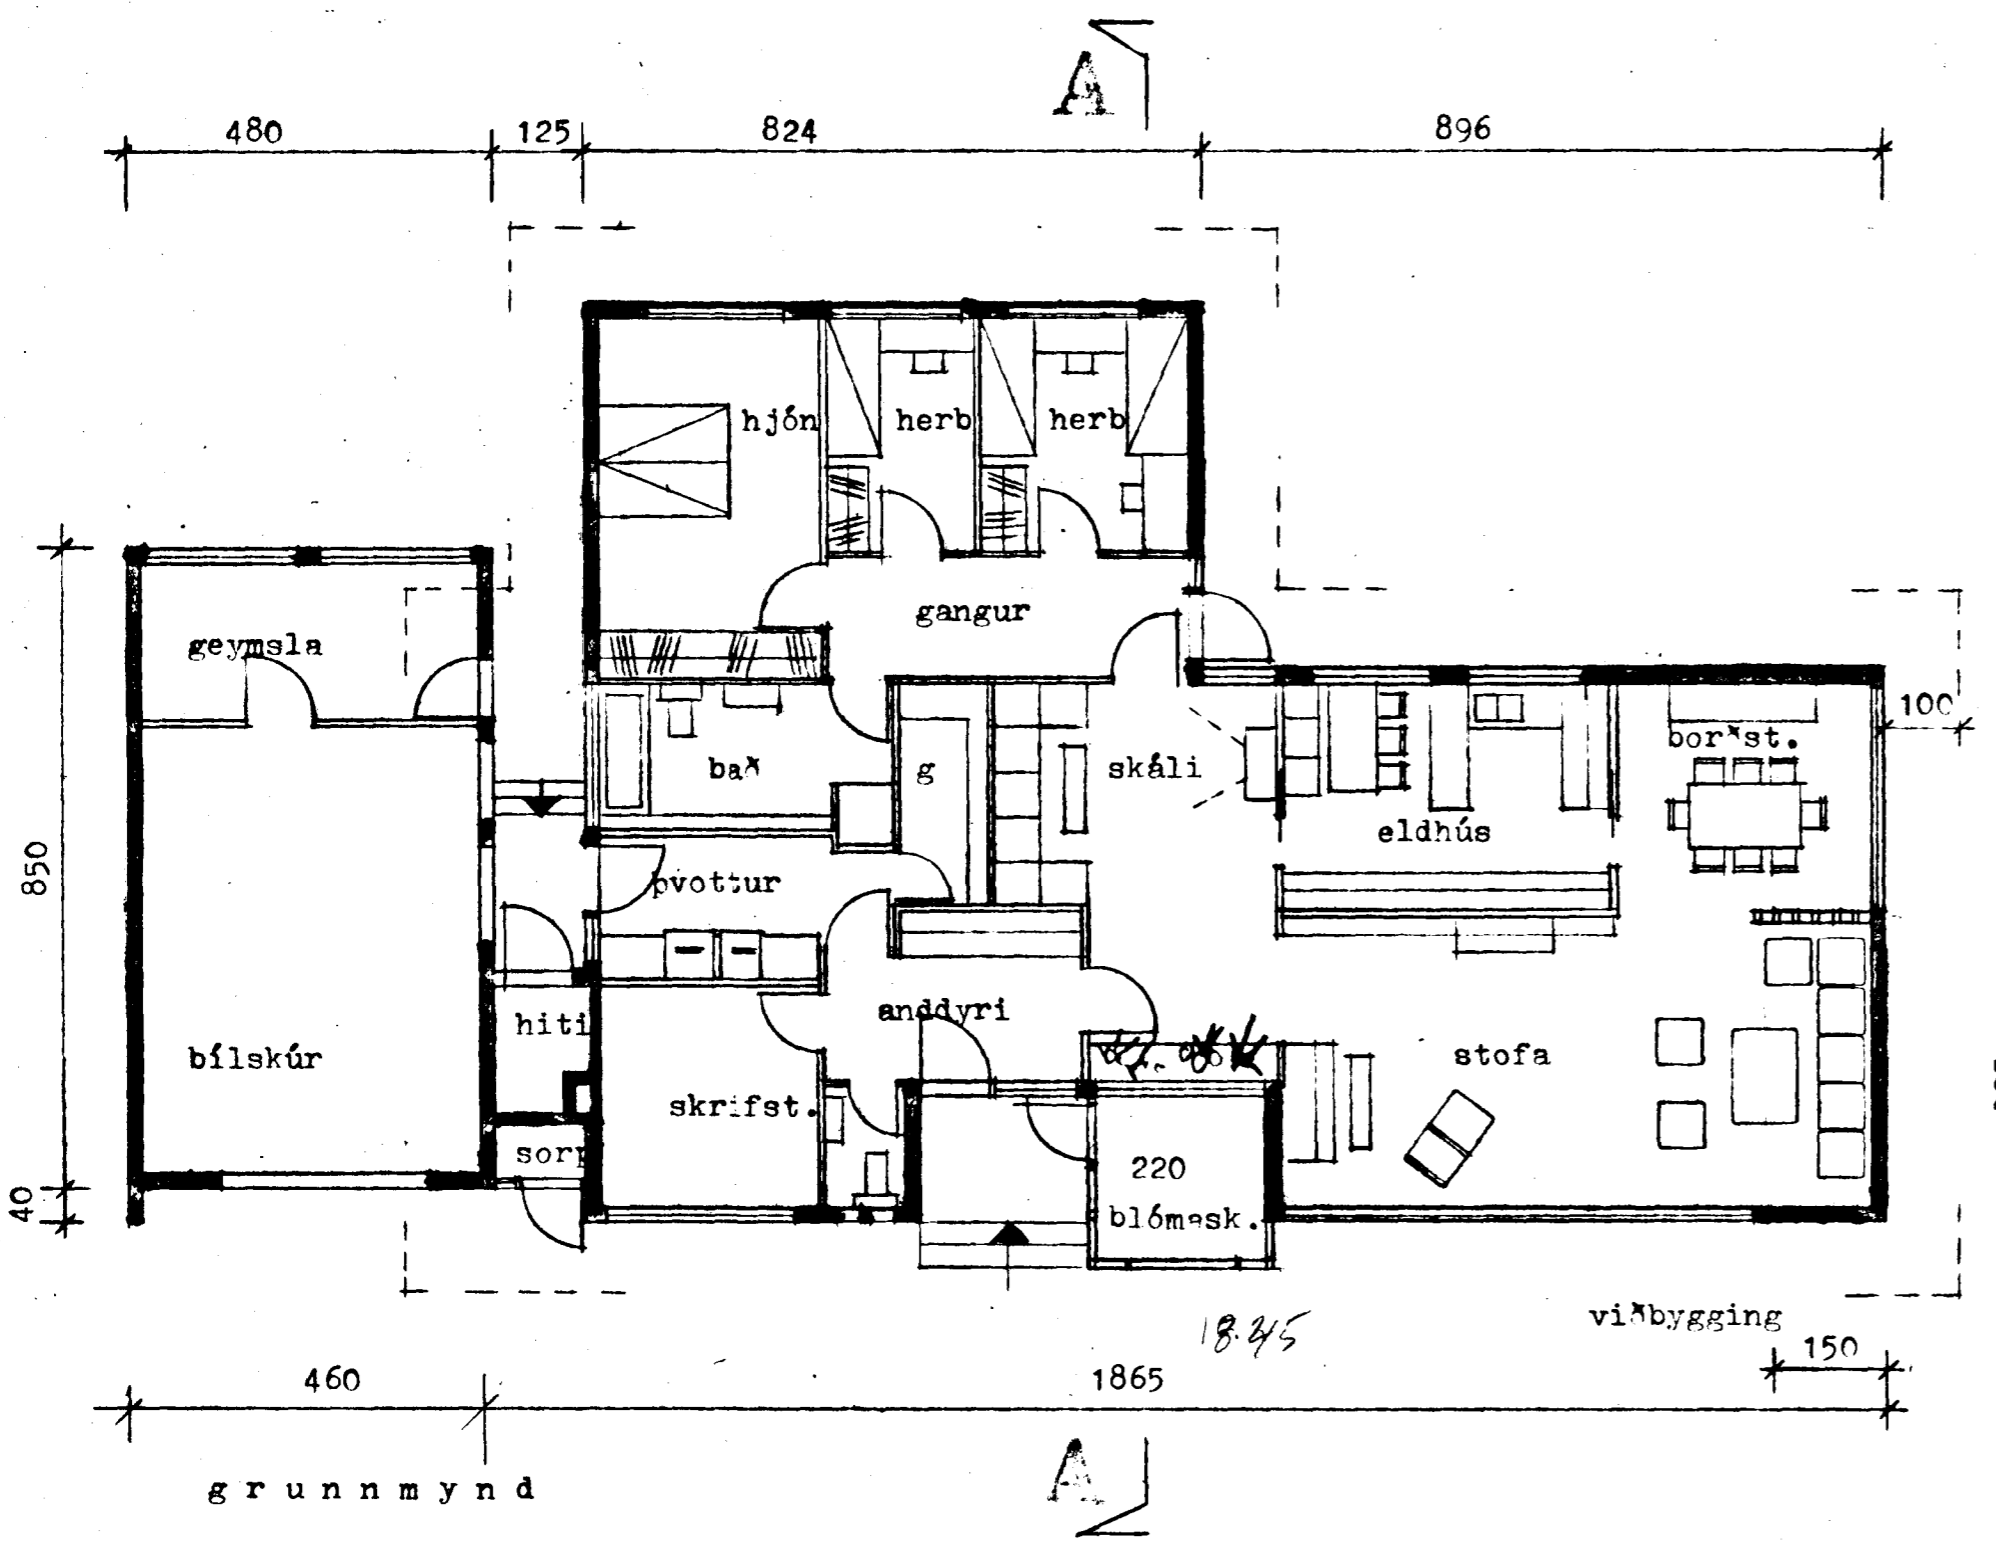 A
480 125 824 896
hjón herb herb
gangur
geymsla
100
borðst.
bað g skáli
eldhús
850
þvottur
anddyri
hiti
bílskúr
stofa
skrifst.
sorp
220
blómask.
40
viðbygging
18.45
150
460 1865
A
grunnmynd